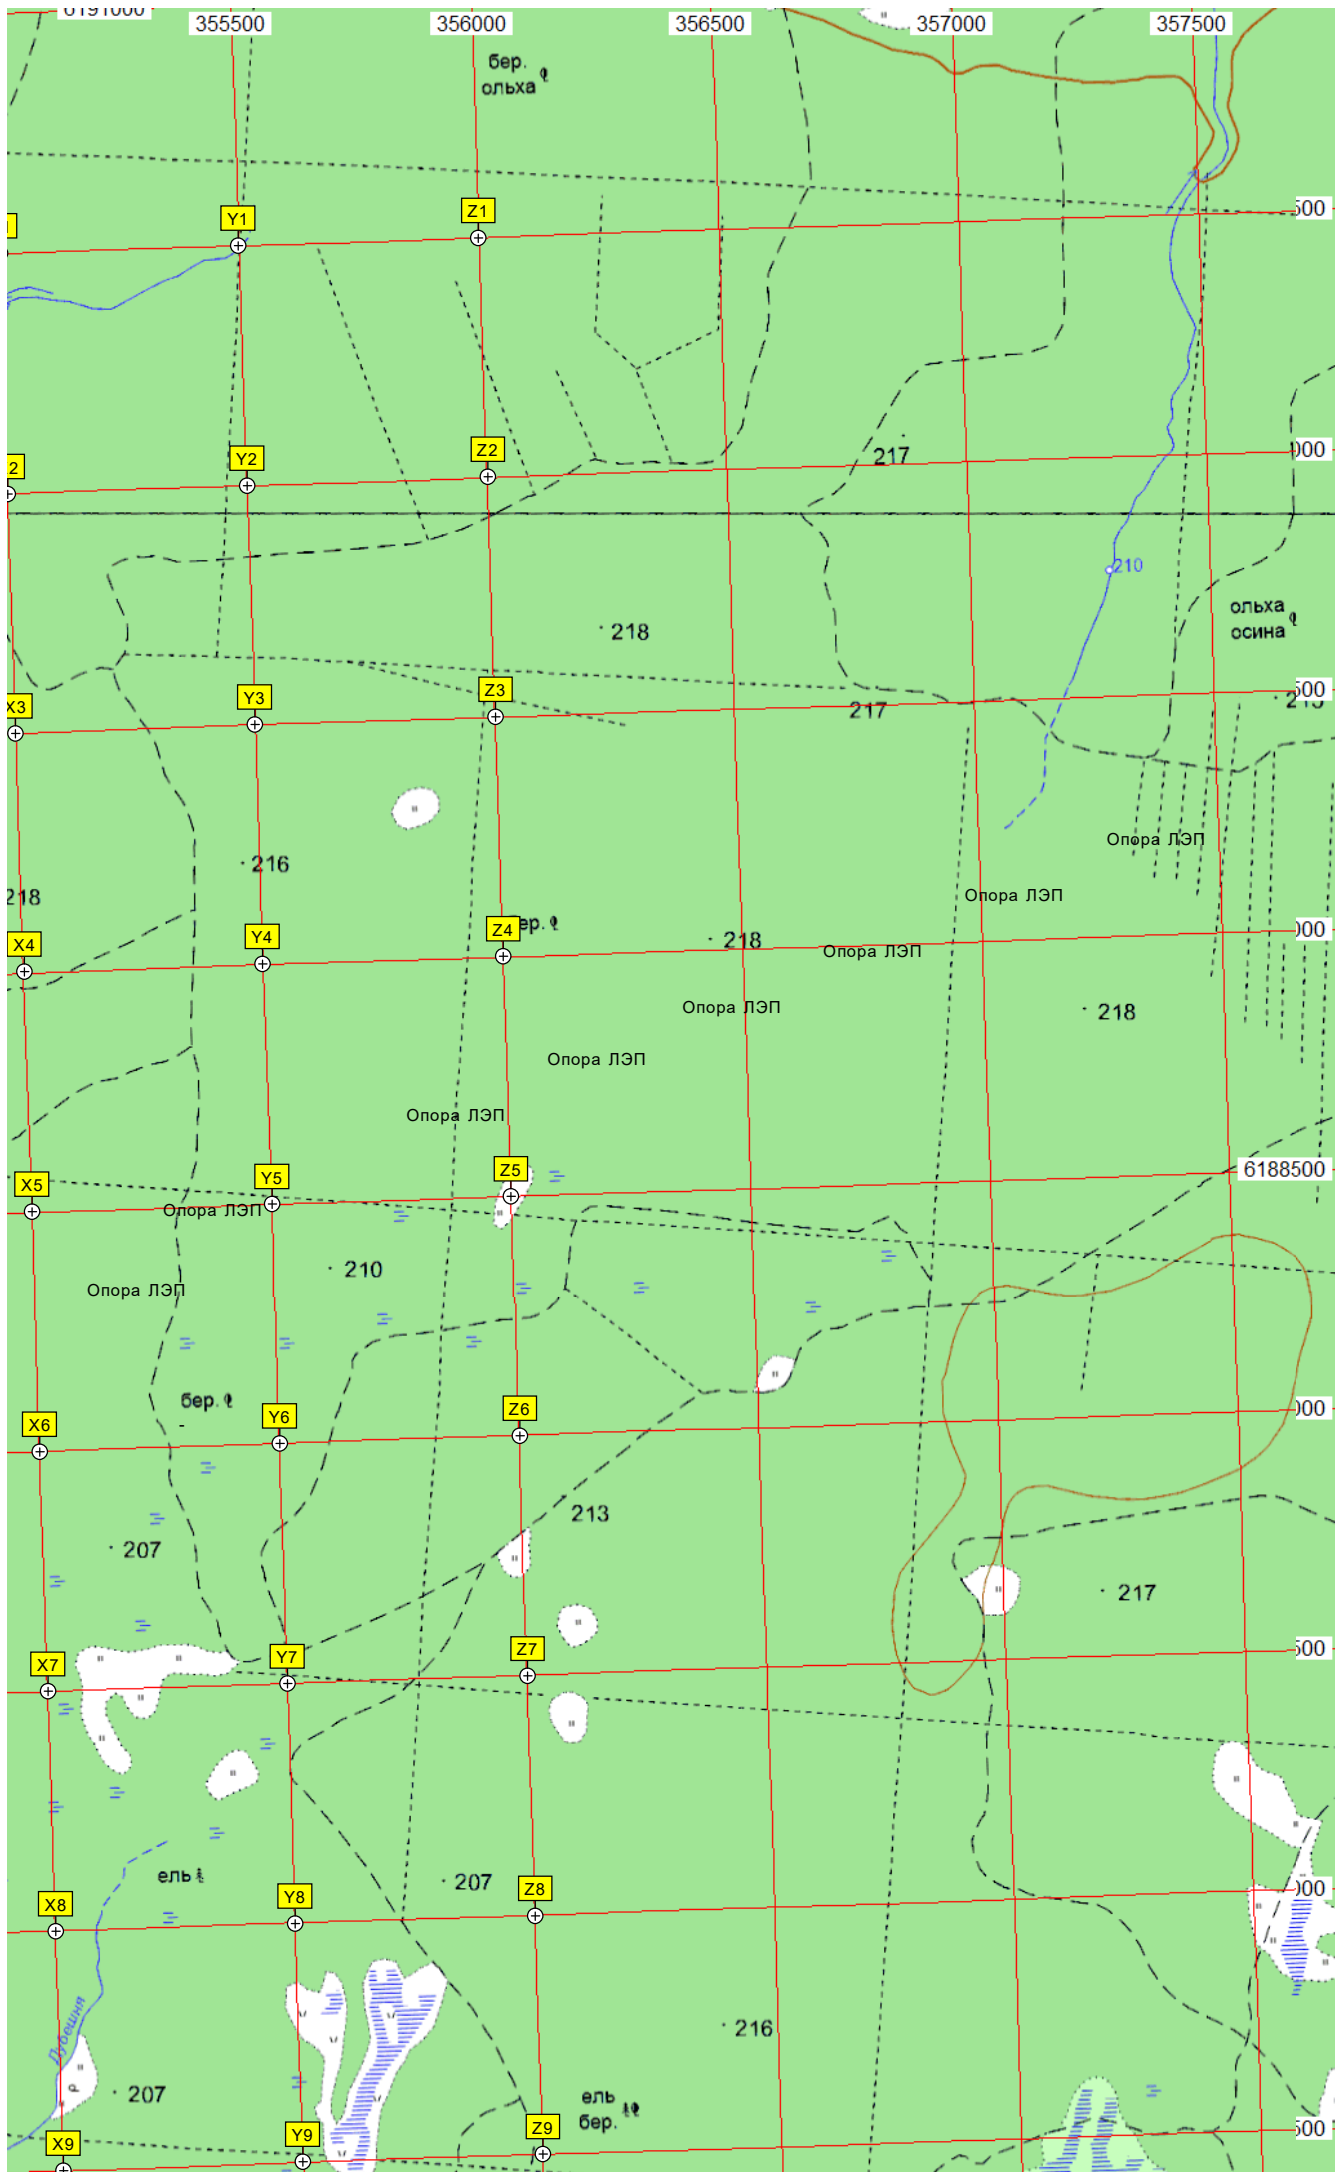 6191000
355500
356000
356500
357000
357500
бер.
ольха
Z1
Y1
500
Z2
217
Y2
000
2
210
ольха
осина
218
Z3
Y3
500
X3
217
215
Опора ЛЭП
216
218
Опора ЛЭП
Z4
бер.
Y4
000
X4
218
Опора ЛЭП
Опора ЛЭП
218
Опора ЛЭП
Опора ЛЭП
Z5
6188500
Y5
X5
Опора ЛЭП
210
Опора ЛЭП
бер.
Z6
000
Y6
X6
213
207
217
Z7
500
Y7
X7
ель
207
Z8
000
Y8
X8
Лубешня
216
207
ель
бер.
Z9
500
Y9
X9